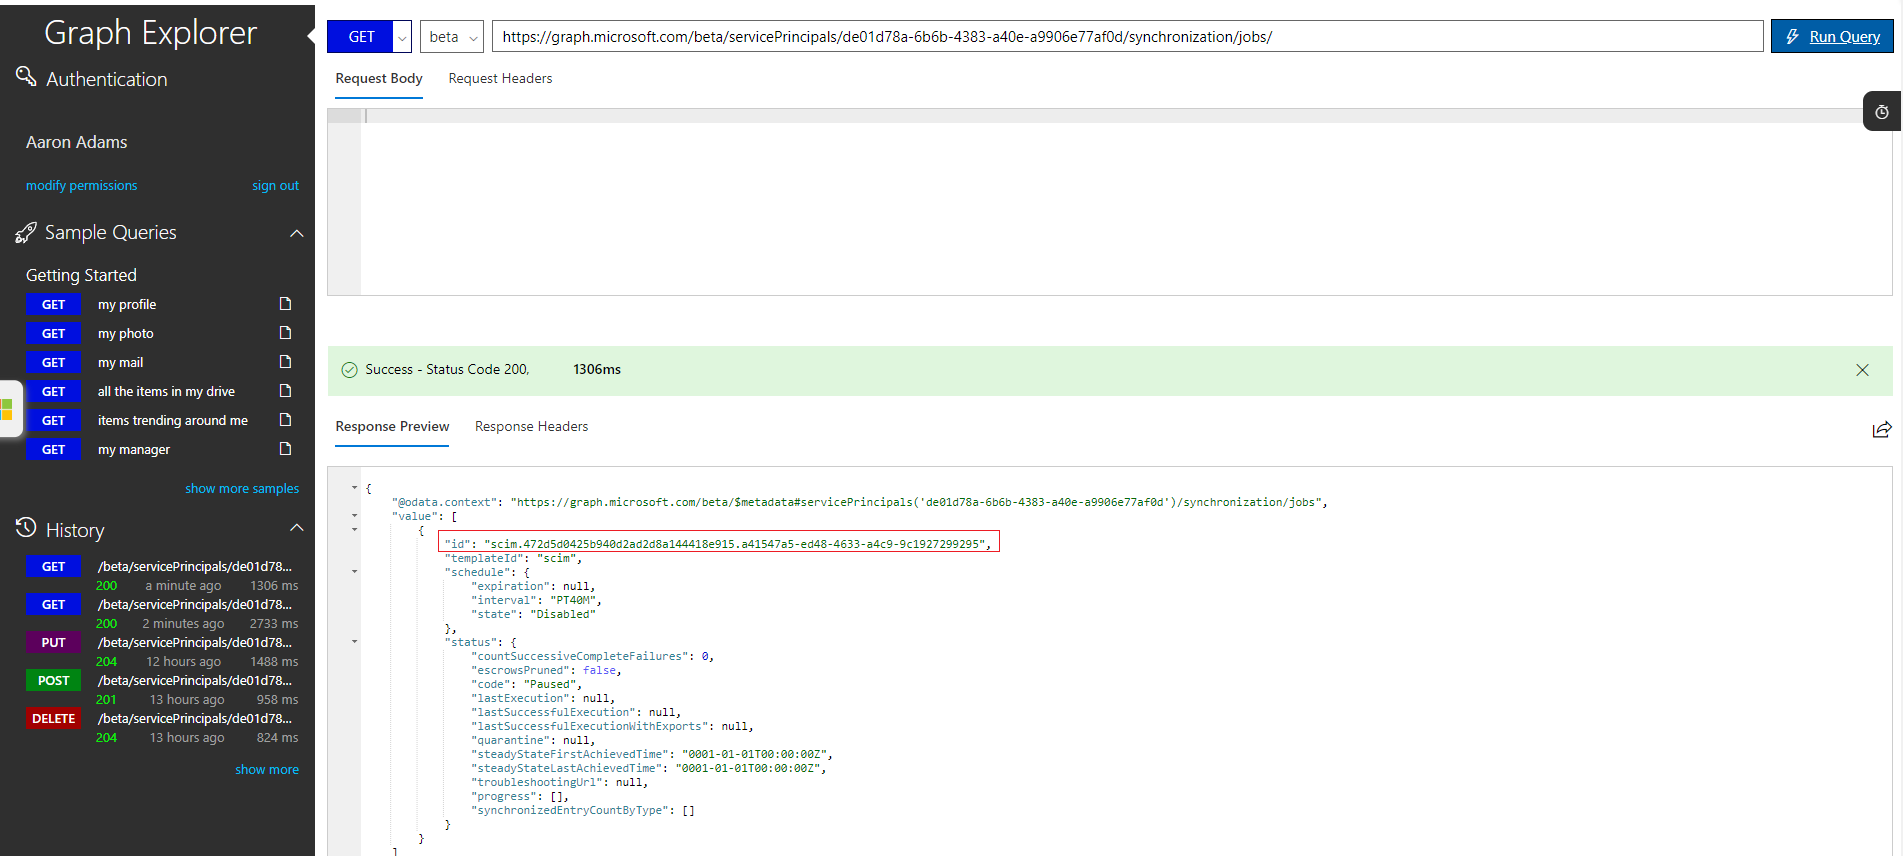 Graph Explorer
Authentication
Aaron Adams
modify permissions
sign out
Sample Queries
Getting Started
GET my profile
GET my photo
GET my mail
GET all the items in my drive
GET items trending around me
GET my manager
show more samples
History
GET /beta/servicePrincipals/de01d78...
200 a minute ago 1306 ms
GET /beta/servicePrincipals/de01d78...
200 2 minutes ago 2733 ms
PUT /beta/servicePrincipals/de01d78...
204 12 hours ago 1488 ms
POST /beta/servicePrincipals/de01d78...
201 13 hours ago 958 ms
DELETE /beta/servicePrincipals/de01d78...
204 13 hours ago 824 ms
show more
GET beta https://graph.microsoft.com/beta/servicePrincipals/de01d78a-6b6b-4383-a40e-a9906e77af0d/synchronization/jobs/ Run Query
Request Body Request Headers
Success - Status Code 200, 1306ms
Response Preview Response Headers
{
"@odata.context": "https://graph.microsoft.com/beta/$metadata#servicePrincipals('de01d78a-6b6b-4383-a40e-a9906e77af0d')/synchronization/jobs",
"value": [
{
"id": "scim.472d5d0425b940d2ad2d8a144418e915.a41547a5-ed48-4633-a4c9-9c1927299295",
"templateId": "scim",
"schedule": {
"expiration": null,
"interval": "PT40M",
"state": "Disabled"
},
"status": {
"countSuccessiveCompleteFailures": 0,
"escrowsPruned": false,
"code": "Paused",
"lastExecution": null,
"lastSuccessfulExecution": null,
"lastSuccessfulExecutionWithExports": null,
"quarantine": null,
"steadyStateFirstAchievedTime": "0001-01-01T00:00:00Z",
"steadyStateLastAchievedTime": "0001-01-01T00:00:00Z",
"troubleshootingUrl": null,
"progress": [],
"synchronizedEntryCountByType": []
}
}
]